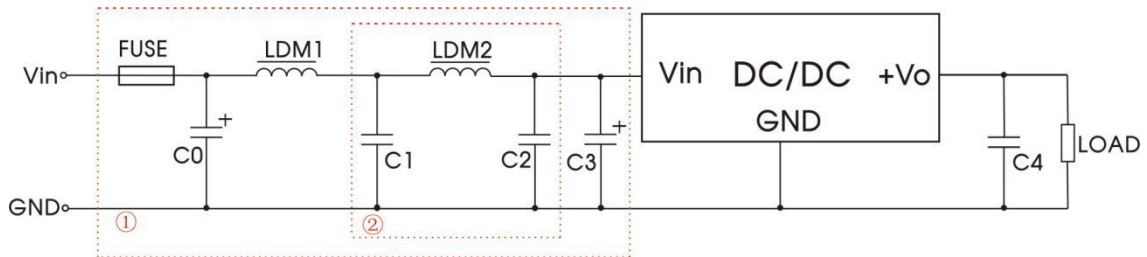 FUSE
LDM1
LDM2
Vin
Vin
DC/DC
+Vo
GND
C0
+
C1
C2
C3
+
C4
LOAD
GND
①
②